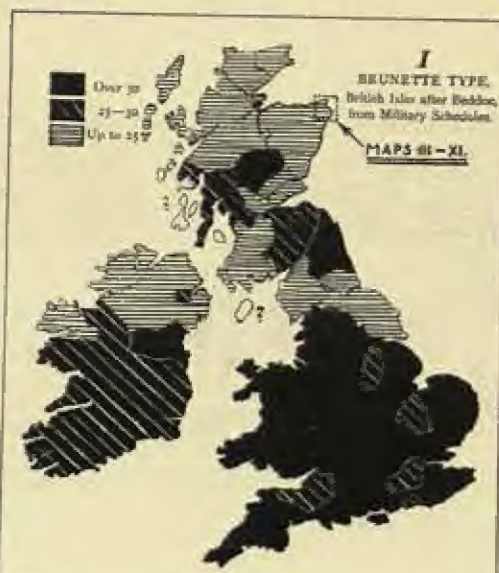 I
BRUNETTE TYPE.
British Isles after Beddoe,
from Military Schedules.
MAPS III – XI.
Over 30
25—30
Up to 25%
?